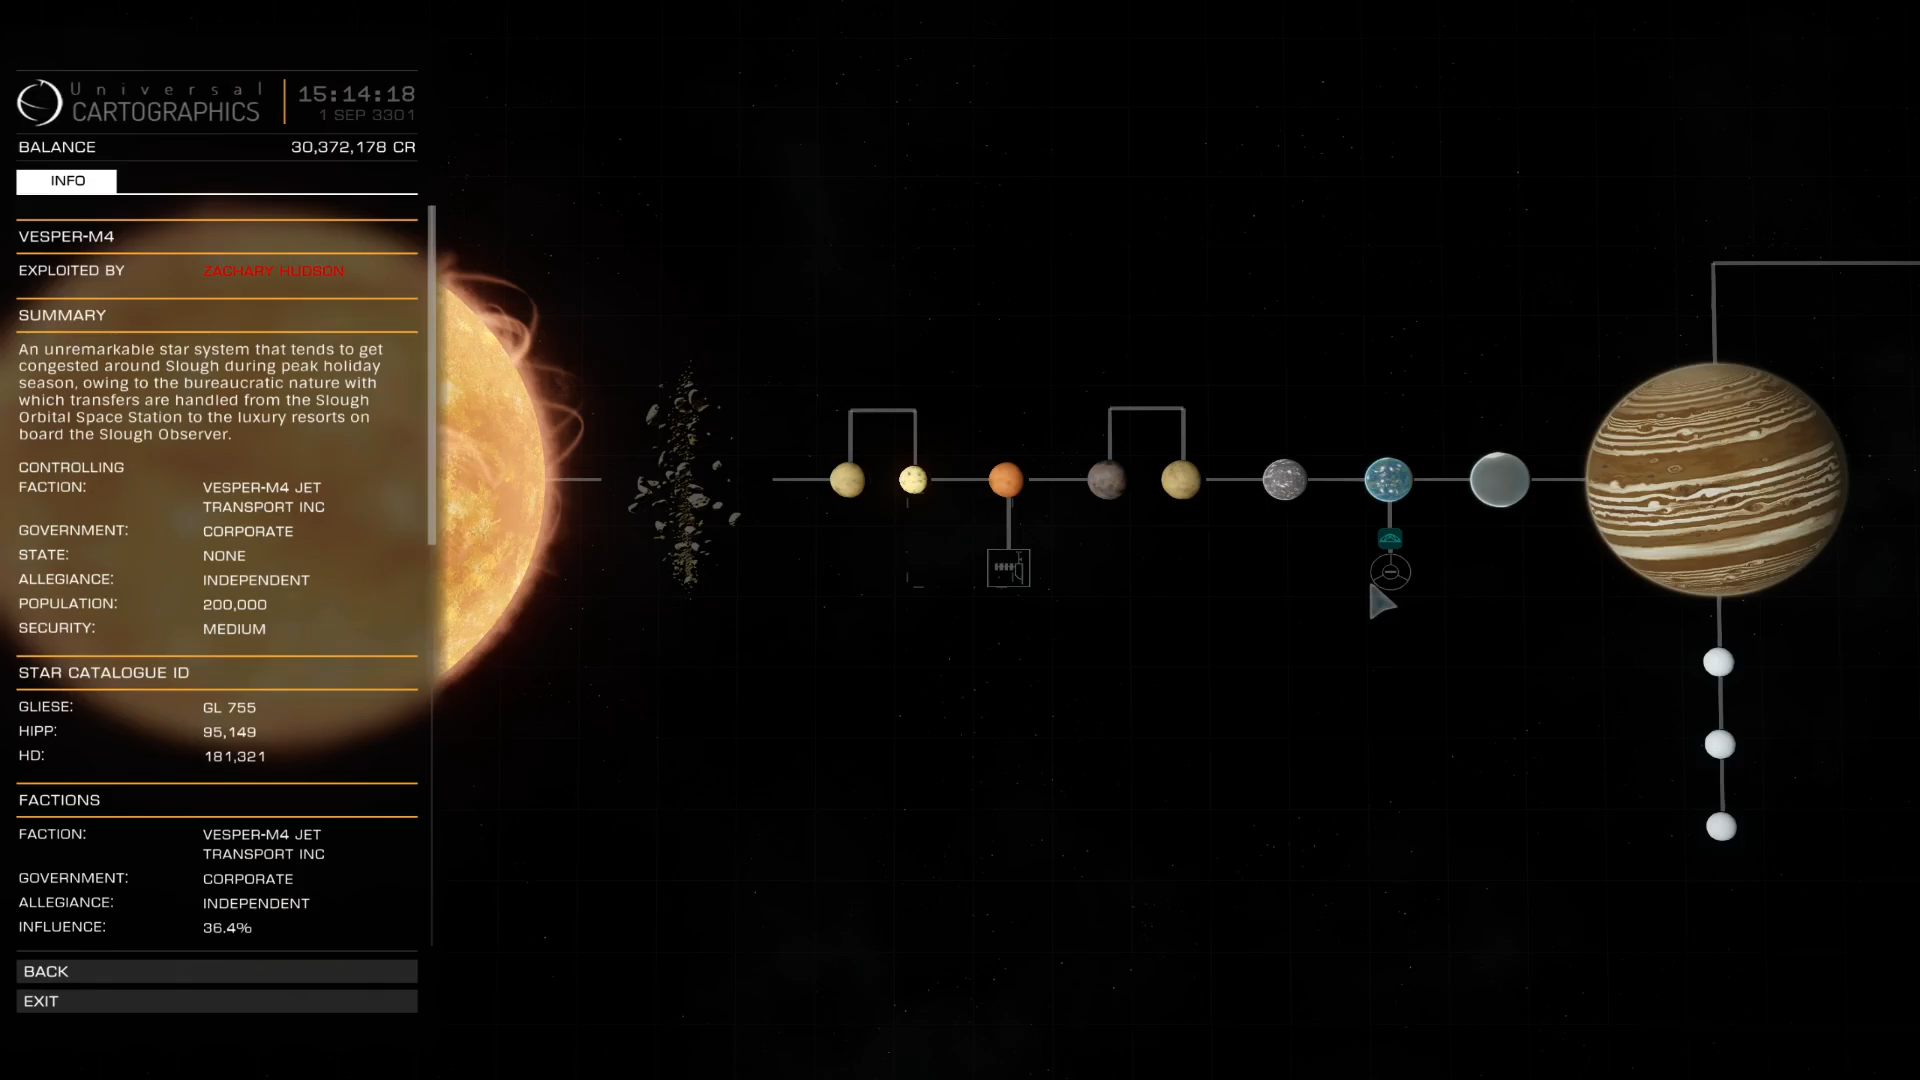 Universal
CARTOGRAPHICS
15:14:18
1 SEP 3301
BALANCE 30,372,178 CR
INFO
VESPER-M4
EXPLOITED BY ZACHARY HUDSON
SUMMARY
An unremarkable star system that tends to get
congested around Slough during peak holiday
season, owing to the bureaucratic nature with
which transfers are handled from the Slough
Orbital Space Station to the luxury resorts on
board the Slough Observer.
CONTROLLING
FACTION: VESPER-M4 JET
TRANSPORT INC
GOVERNMENT: CORPORATE
STATE: NONE
ALLEGIANCE: INDEPENDENT
POPULATION: 200,000
SECURITY: MEDIUM
STAR CATALOGUE ID
GLIESE: GL 755
HIPP: 95,149
HD: 181,321
FACTIONS
FACTION: VESPER-M4 JET
TRANSPORT INC
GOVERNMENT: CORPORATE
ALLEGIANCE: INDEPENDENT
INFLUENCE: 36.4%
BACK
EXIT